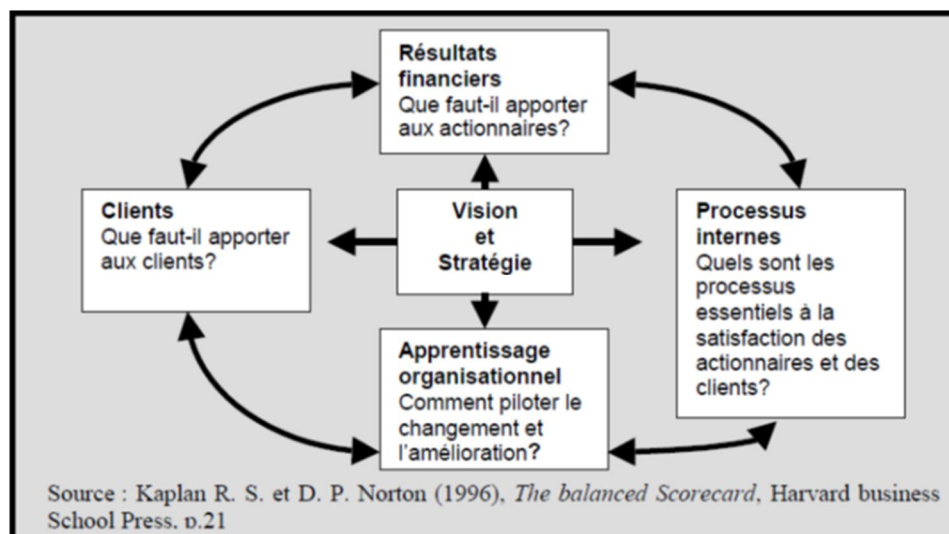 Résultats
financiers
Que faut-il apporter
aux actionnaires?
Clients
Que faut-il apporter
aux clients?
Vision
et
Stratégie
Processus
internes
Quels sont les
processus
essentiels à la
satisfaction des
actionnaires et des
clients?
Apprentissage
organisationnel
Comment piloter le
changement et
l'amélioration?
Source : Kaplan R. S. et D. P. Norton (1996), The balanced Scorecard, Harvard business
School Press. p.21